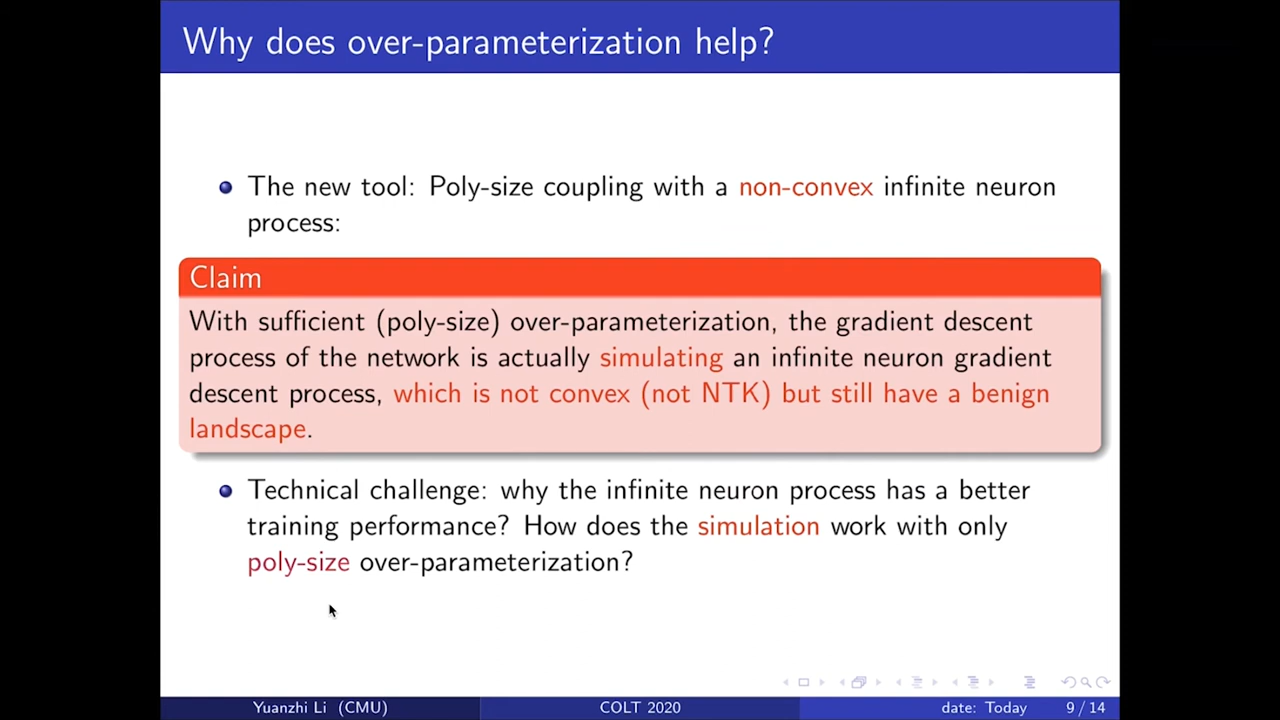 Why does over-parameterization help?
The new tool: Poly-size coupling with a non-convex infinite neuron
process:
Claim
With sufficient (poly-size) over-parameterization, the gradient descent
process of the network is actually simulating an infinite neuron gradient
descent process, which is not convex (not NTK) but still have a benign
landscape.
Technical challenge: why the infinite neuron process has a better
training performance? How does the simulation work with only
poly-size over-parameterization?
Yuanzhi Li (CMU) COLT 2020 date: Today 9 / 14